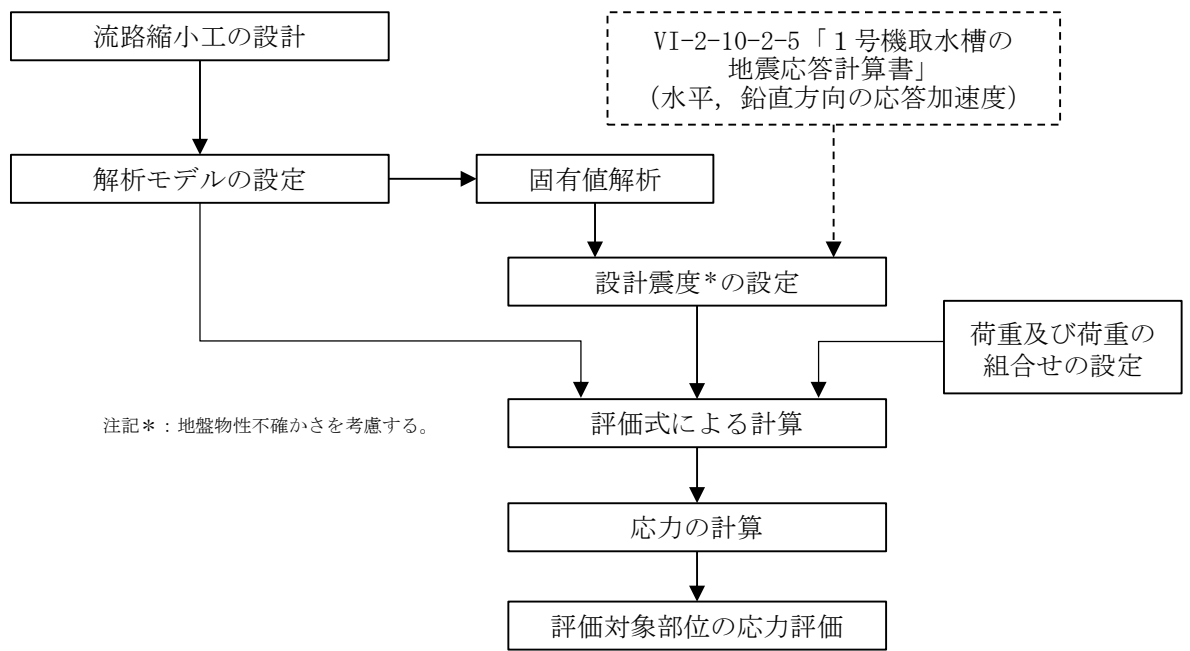 流路縮小工の設計
VI-2-10-2-5「１号機取水槽の
地震応答計算書」
（水平，鉛直方向の応答加速度）
解析モデルの設定
固有値解析
設計震度*の設定
荷重及び荷重の
組合せの設定
注記＊：地盤物性不確かさを考慮する。
評価式による計算
応力の計算
評価対象部位の応力評価